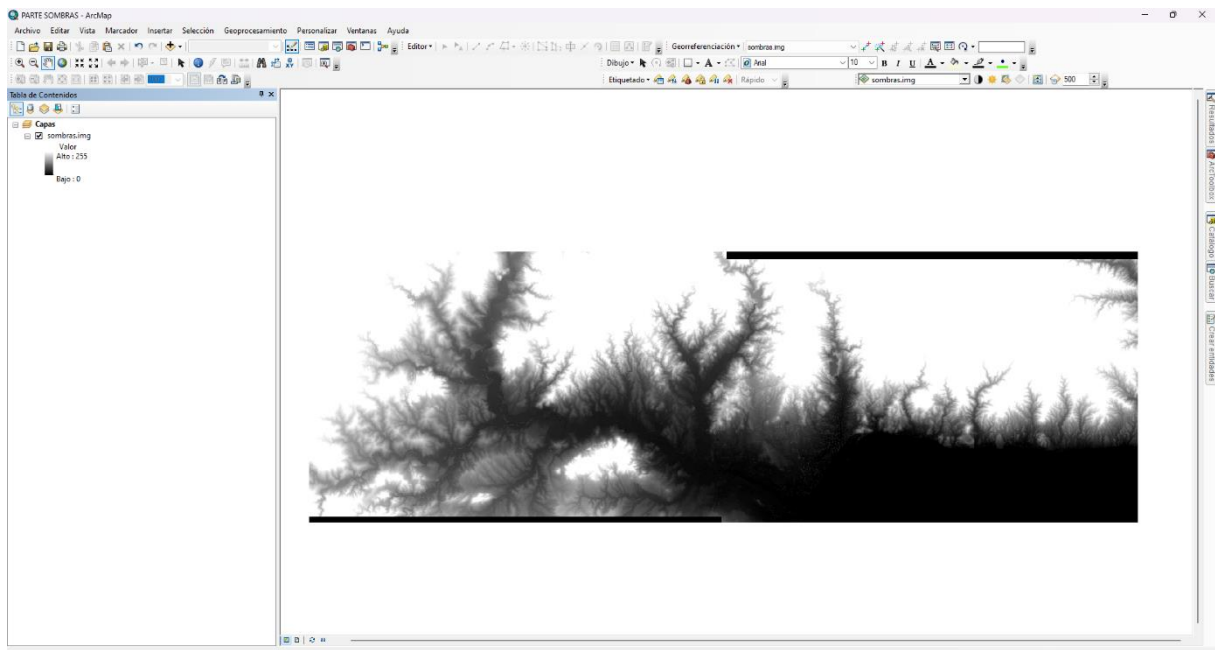 PARTE SOMBRAS - ArcMap
Archivo Editar Vista Marcador Insertar Selección Geoprocesamiento Personalizar Ventanas Ayuda
Editor Georreferenciación sombras.img
Dibujo A Arial 10 B I U A
Etiquetado Rápido sombras.img 500
Tabla de Contenidos
Capas
sombras.img
Valor
Alto : 255
Bajo : 0
Resultados
ArcToolbox
Catálogo
Buscar
Crear entidades